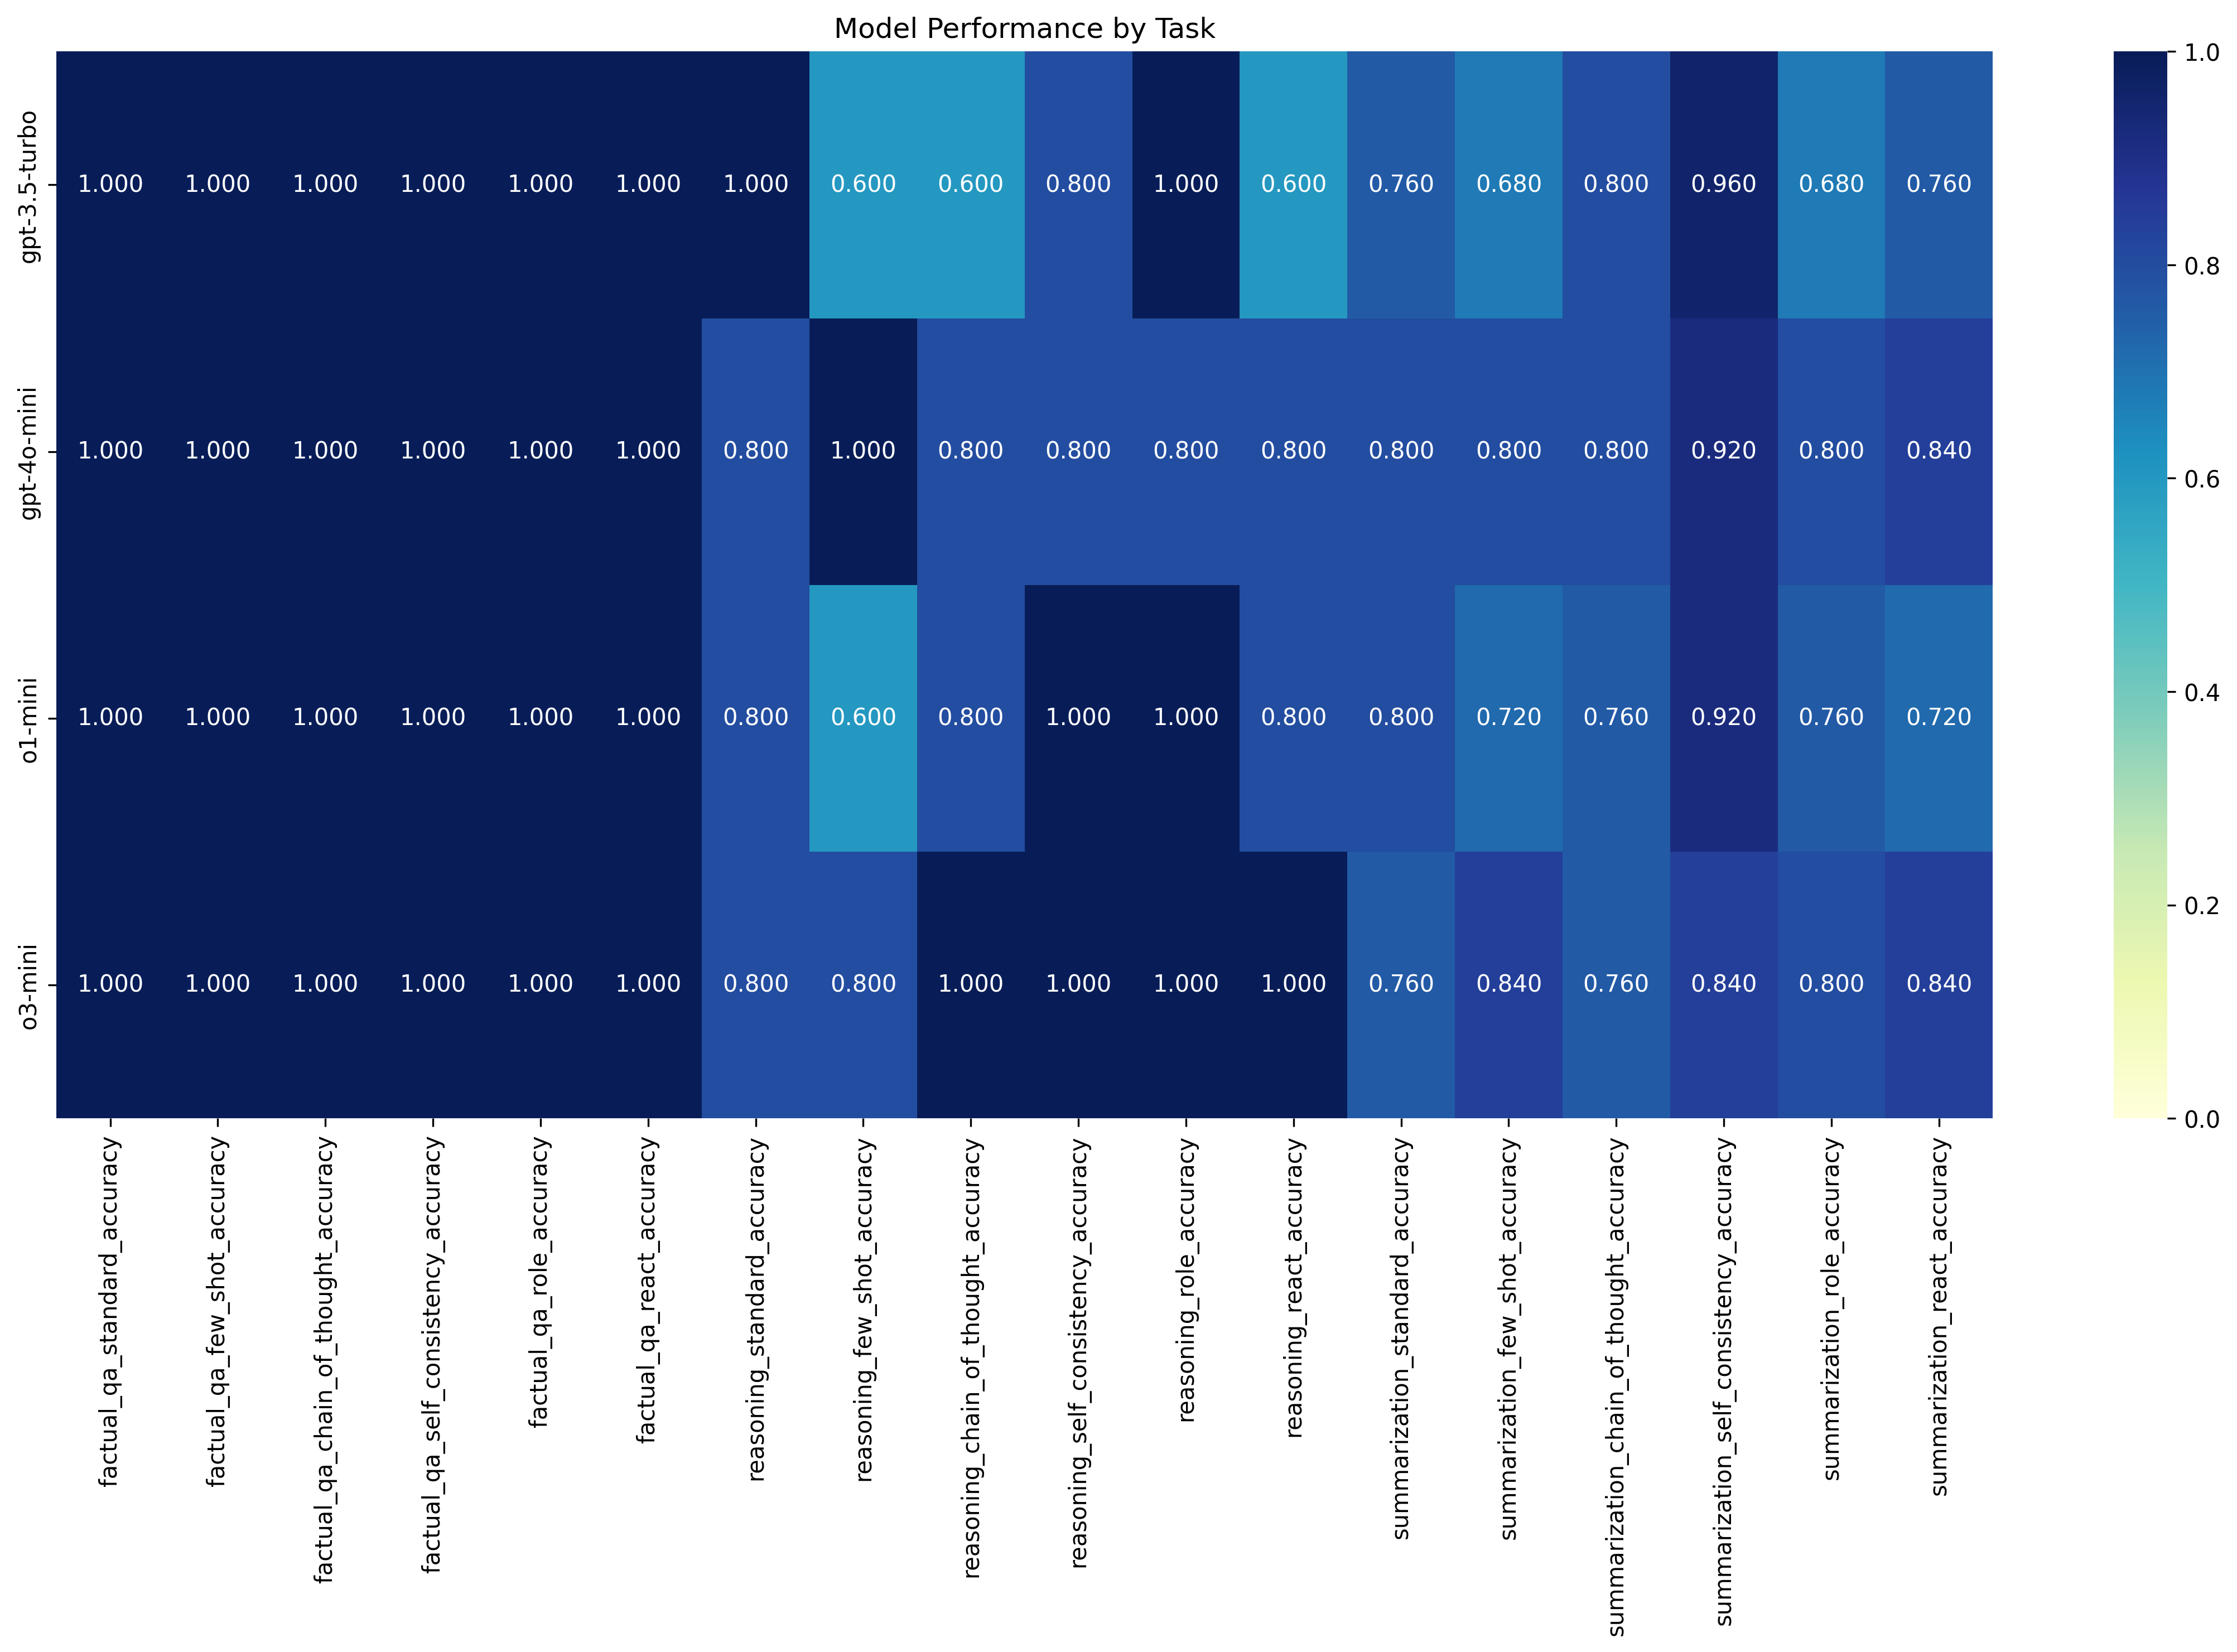 Model Performance by Task
gpt-3.5-turbo
1.000 1.000 1.000 1.000 1.000 1.000 1.000 0.600 0.600 0.800 1.000 0.600 0.760 0.680 0.800 0.960 0.680 0.760
gpt-4o-mini
1.000 1.000 1.000 1.000 1.000 1.000 0.800 1.000 0.800 0.800 0.800 0.800 0.800 0.800 0.800 0.920 0.800 0.840
o1-mini
1.000 1.000 1.000 1.000 1.000 1.000 0.800 0.600 0.800 1.000 1.000 0.800 0.800 0.720 0.760 0.920 0.760 0.720
o3-mini
1.000 1.000 1.000 1.000 1.000 1.000 0.800 0.800 1.000 1.000 1.000 1.000 0.760 0.840 0.760 0.840 0.800 0.840
factual_qa_standard_accuracy
factual_qa_few_shot_accuracy
factual_qa_chain_of_thought_accuracy
factual_qa_self_consistency_accuracy
factual_qa_role_accuracy
factual_qa_react_accuracy
reasoning_standard_accuracy
reasoning_few_shot_accuracy
reasoning_chain_of_thought_accuracy
reasoning_self_consistency_accuracy
reasoning_role_accuracy
reasoning_react_accuracy
summarization_standard_accuracy
summarization_few_shot_accuracy
summarization_chain_of_thought_accuracy
summarization_self_consistency_accuracy
summarization_role_accuracy
summarization_react_accuracy
1.0
0.8
0.6
0.4
0.2
0.0